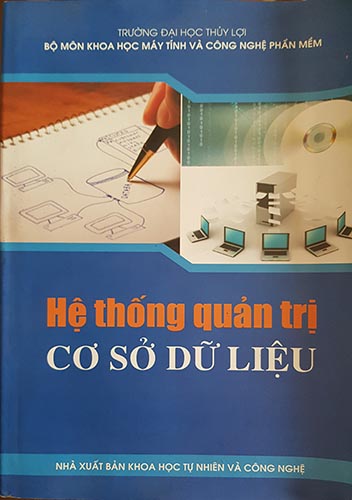 TRƯỜNG ĐẠI HỌC THỦY LỢI
BỘ MÔN KHOA HỌC MÁY TÍNH VÀ CÔNG NGHỆ PHẦN MỀM
Hệ thống quản trị
CƠ SỞ DỮ LIỆU
NHÀ XUẤT BẢN KHOA HỌC TỰ NHIÊN VÀ CÔNG NGHỆ